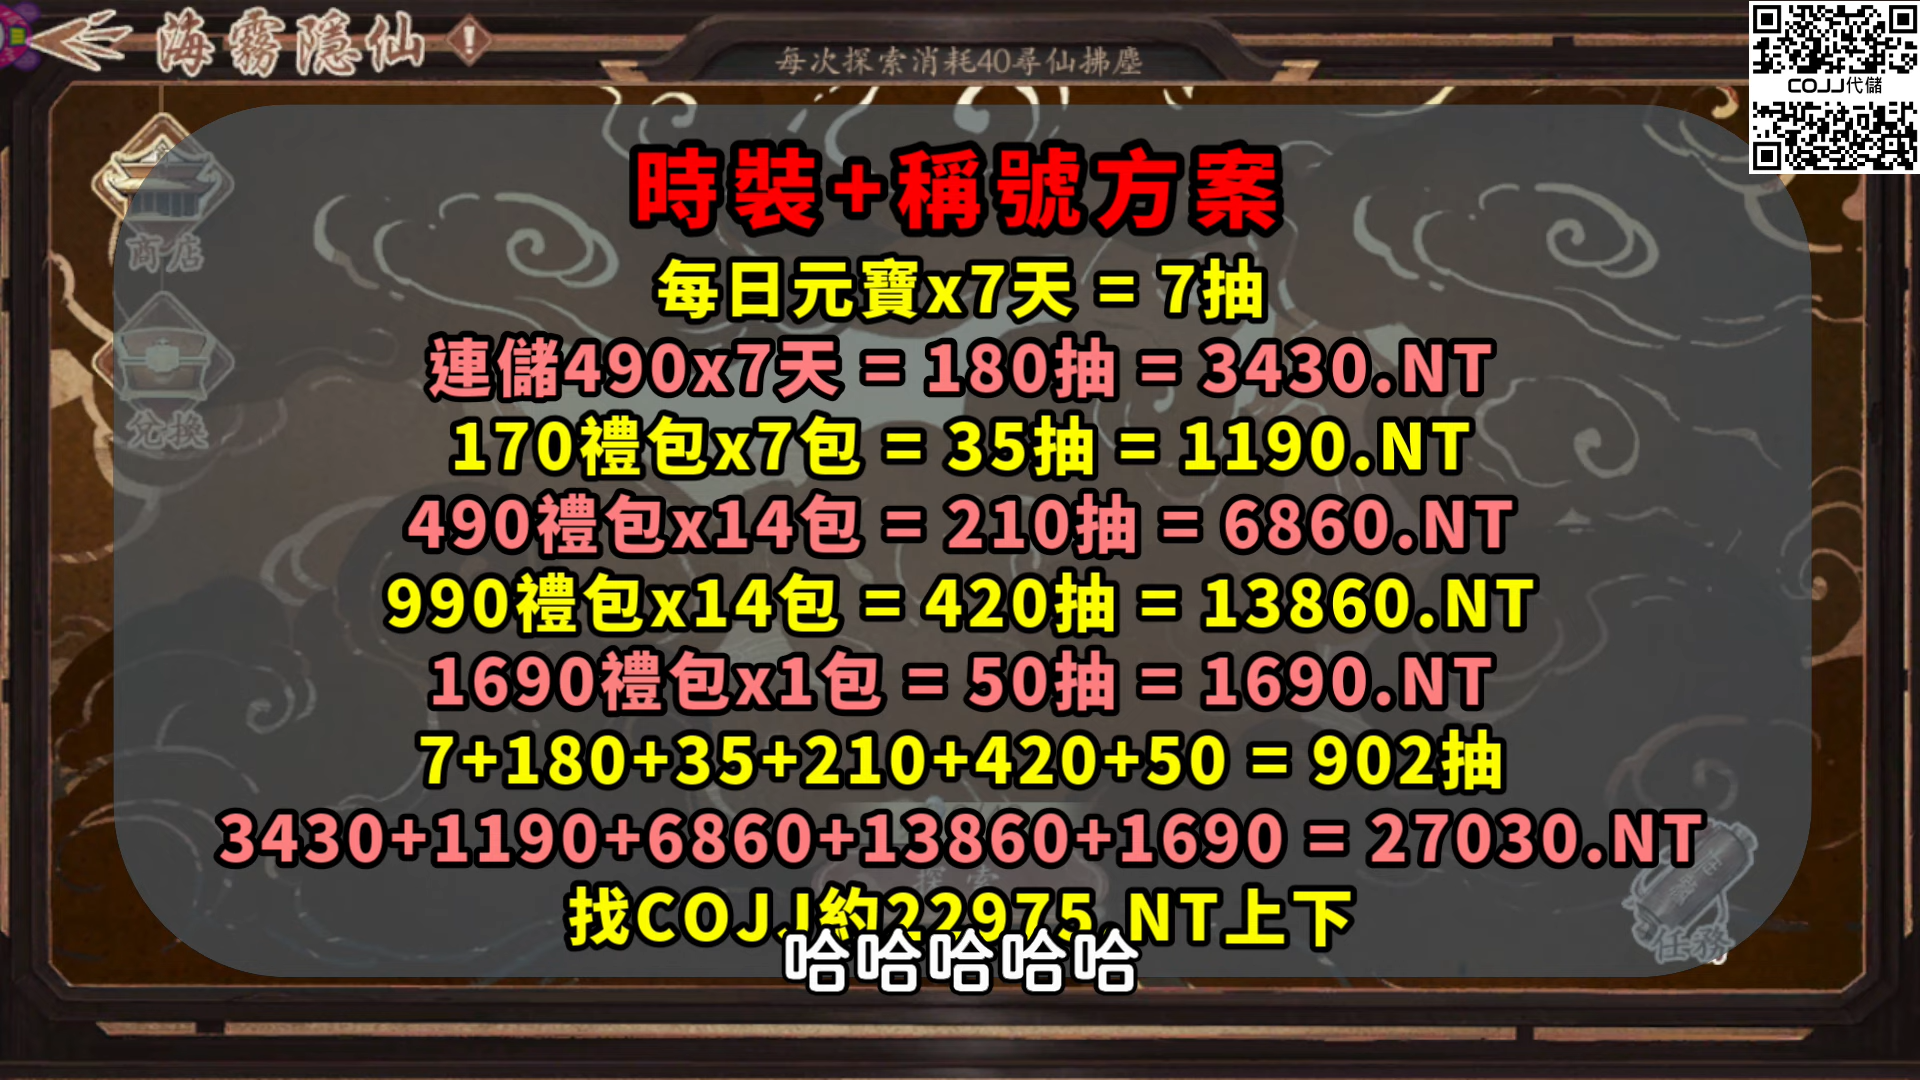 海霧隱仙
每次探索消耗40尋仙拂塵
COJJ代儲
商店
兌換
時裝+稱號方案
每日元寶x7天 = 7抽
連儲490x7天 = 180抽 = 3430.NT
170禮包x7包 = 35抽 = 1190.NT
490禮包x14包 = 210抽 = 6860.NT
990禮包x14包 = 420抽 = 13860.NT
1690禮包x1包 = 50抽 = 1690.NT
7+180+35+210+420+50 = 902抽
3430+1190+6860+13860+1690 = 27030.NT
探索
找COJJ約22975.NT上下
任務
哈哈哈哈哈